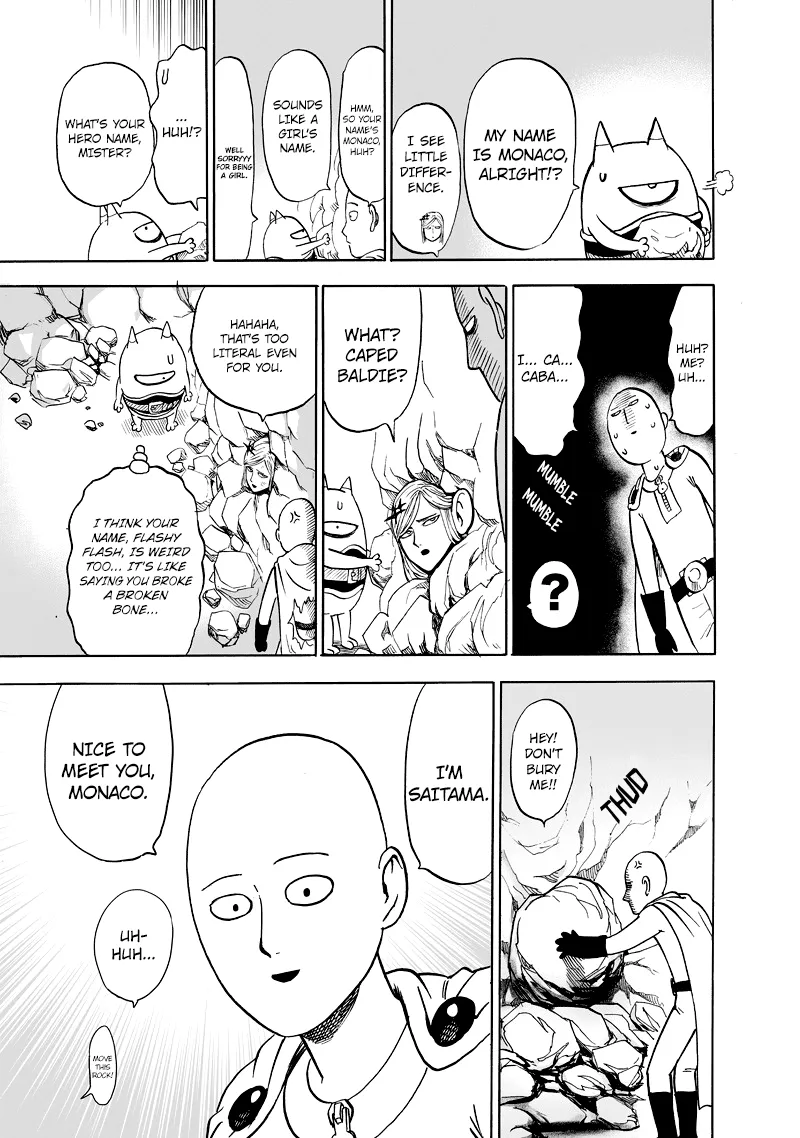 MY NAME
IS MONACO,
ALRIGHT!?
I SEE
LITTLE
DIFFER-
ENCE.
HMM,
SO YOUR
NAME'S
MONACO,
HUH?
SOUNDS
LIKE A
GIRL'S
NAME.
WELL
SORRYYY
FOR BEING
A GIRL.
...
HUH!?
WHAT'S YOUR
HERO NAME,
MISTER?
HUH?
ME?
UH...
I... CA...
CABA...
MUMBLE
MUMBLE
?
WHAT?
CAPED
BALDIE?
HAHAHA,
THAT'S TOO
LITERAL EVEN
FOR YOU.
I THINK YOUR
NAME, FLASHY
FLASH, IS WEIRD
TOO... IT'S LIKE
SAYING YOU BROKE
A BROKEN
BONE...
HEY!
DON'T
BURY
ME!!
THUD
I'M
SAITAMA.
NICE TO
MEET YOU,
MONACO.
UH-
HUH...
MOVE
THIS
ROCK!